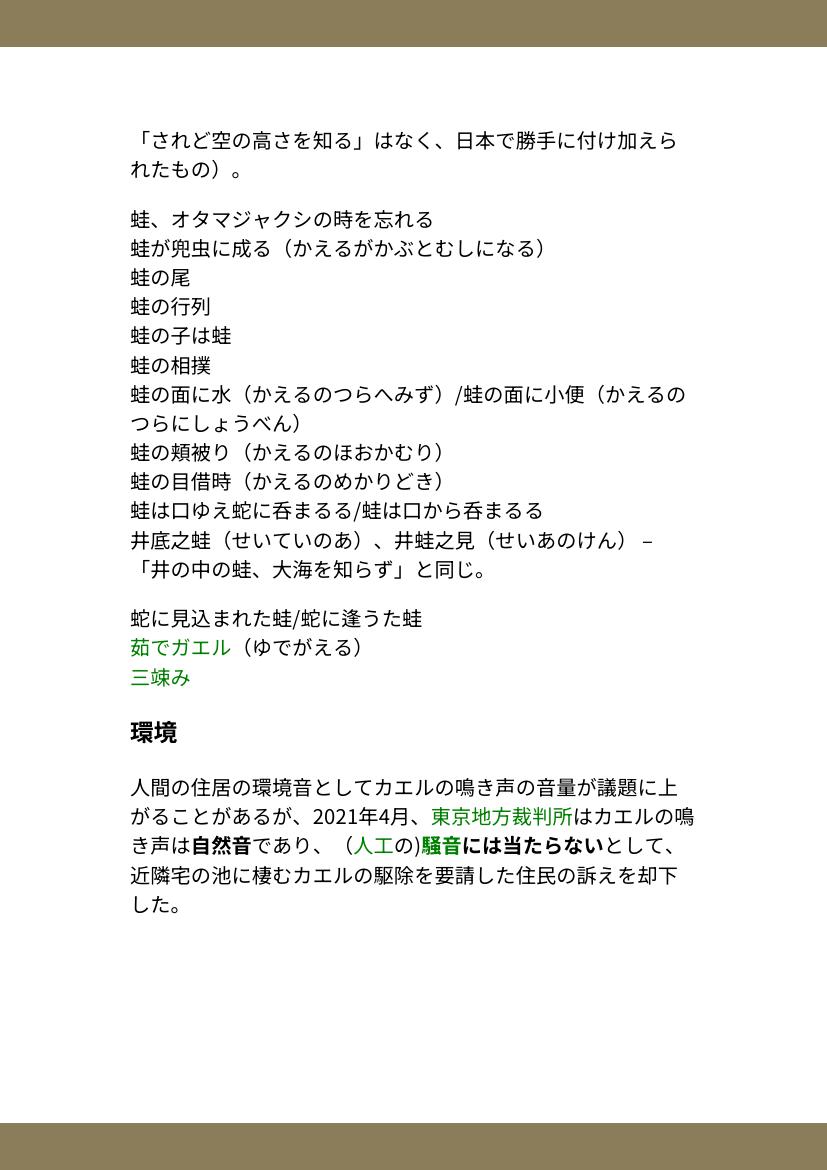 「されど空の高さを知る」はなく、日本で勝手に付け加えら
れたもの）。
蛙、オタマジャクシの時を忘れる
蛙が兜虫に成る（かえるがかぶとむしになる）
蛙の尾
蛙の行列
蛙の子は蛙
蛙の相撲
蛙の面に水（かえるのつらへみず）/蛙の面に小便（かえるの
つらにしょうべん）
蛙の頬被り（かえるのほおかむり）
蛙の目借時（かえるのめかりどき）
蛙は口ゆえ蛇に呑まるる/蛙は口から呑まるる
井底之蛙（せいていのあ）、井蛙之見（せいあのけん） –
「井の中の蛙、大海を知らず」と同じ。
蛇に見込まれた蛙/蛇に逢うた蛙
茹でガエル（ゆでがえる）
三竦み
環境
人間の住居の環境音としてカエルの鳴き声の音量が議題に上
がることがあるが、2021年4月、東京地方裁判所はカエルの鳴
き声は自然音であり、（人工の)騒音には当たらないとして、
近隣宅の池に棲むカエルの駆除を要請した住民の訴えを却下
した。